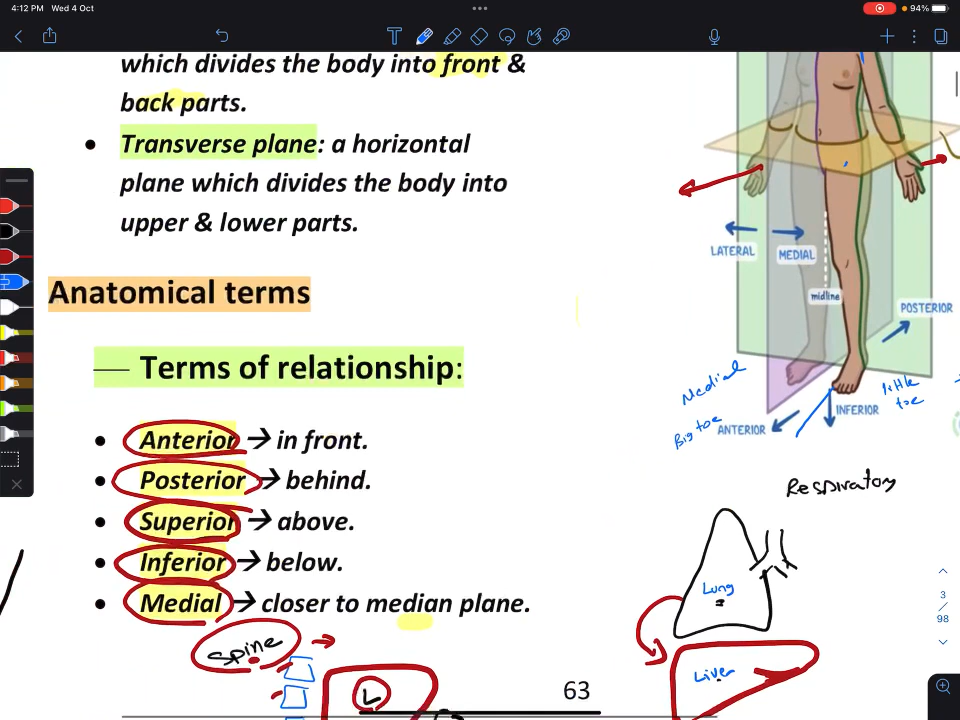 4:12 PM Wed 4 Oct
94%
which divides the body into front &
back parts.
Transverse plane: a horizontal
plane which divides the body into
upper & lower parts.
Anatomical terms
Terms of relationship:
Anterior → in front.
Posterior → behind.
Superior → above.
Inferior → below.
Medial → closer to median plane.
Spine
L
63
LATERAL
MEDIAL
midline
POSTERIOR
INFERIOR
ANTERIOR
Medial
Big toe
little
toe
Respiratory
Lung
Liver
3
/
98